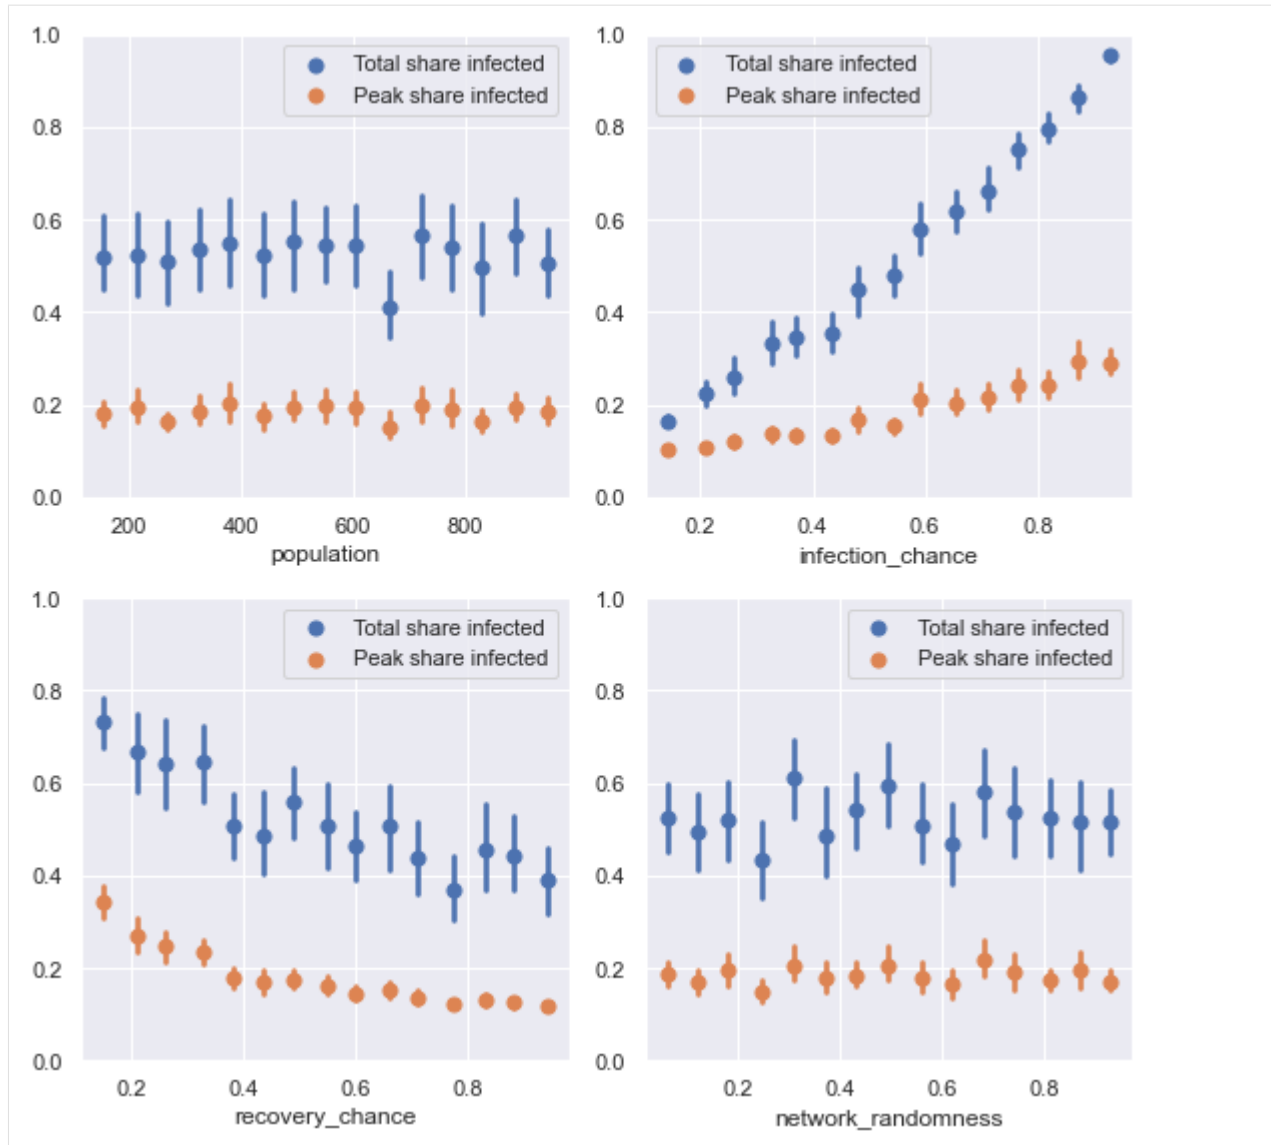 1.0
0.8
0.6
0.4
0.2
0.0
Total share infected
Peak share infected
200 400 600 800
population
1.0
0.8
0.6
0.4
0.2
0.0
Total share infected
Peak share infected
0.2 0.4 0.6 0.8
infection_chance
1.0
0.8
0.6
0.4
0.2
0.0
Total share infected
Peak share infected
0.2 0.4 0.6 0.8
recovery_chance
1.0
0.8
0.6
0.4
0.2
0.0
Total share infected
Peak share infected
0.2 0.4 0.6 0.8
network_randomness